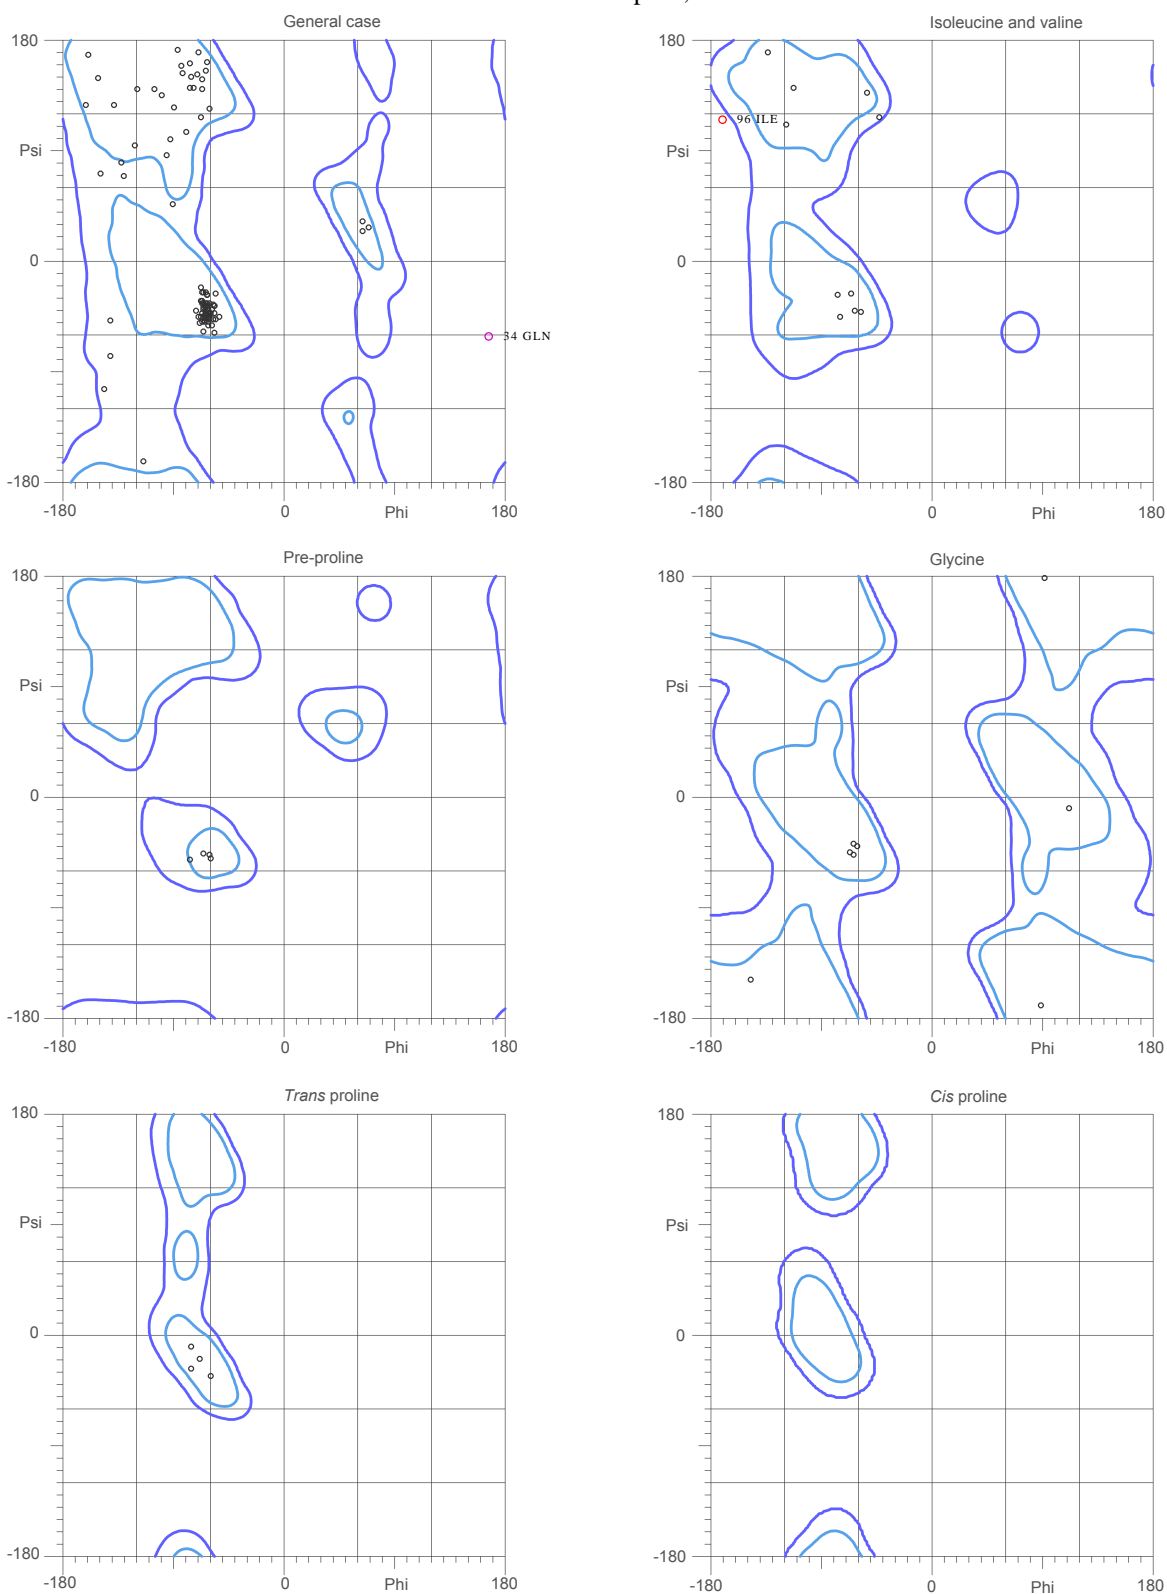 General case
Isoleucine and valine
180
Psi
0
-180
-180
0
Phi
180
34 GLN
180
Psi
0
-180
-180
0
Phi
180
96 ILE
Pre-proline
Glycine
180
Psi
0
-180
-180
0
Phi
180
180
Psi
0
-180
-180
0
Phi
180
Trans proline
Cis proline
180
Psi
0
-180
-180
0
Phi
180
180
Psi
0
-180
-180
0
Phi
180